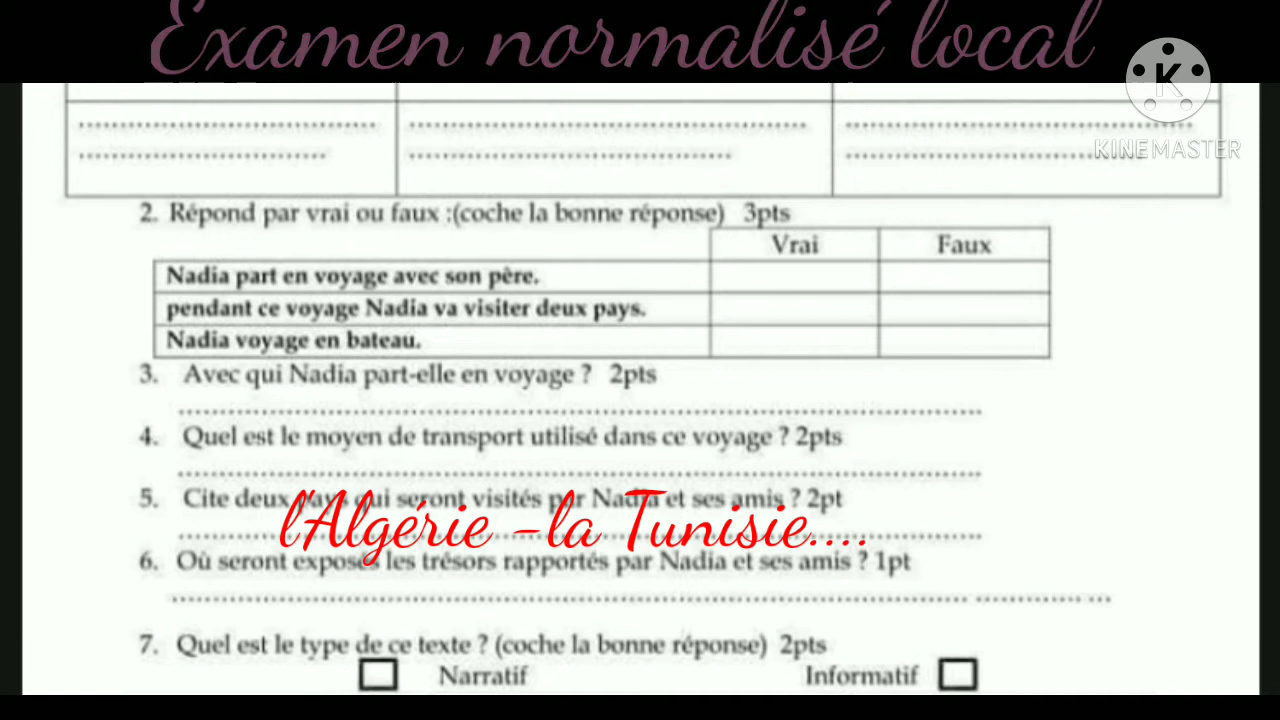 Examen normalisé local
K
KINEMASTER
2. Répond par vrai ou faux :(coche la bonne réponse) 3pts
Vrai Faux
Nadia part en voyage avec son père.
pendant ce voyage Nadia va visiter deux pays.
Nadia voyage en bateau.
3. Avec qui Nadia part-elle en voyage ? 2pts
4. Quel est le moyen de transport utilisé dans ce voyage ? 2pts
5. Cite deux pays qui seront visités par Nadia et ses amis ? 2pt
l'Algérie -la Tunisie....
6. Où seront exposés les trésors rapportés par Nadia et ses amis ? 1pt
7. Quel est le type de ce texte ? (coche la bonne réponse) 2pts
Narratif Informatif